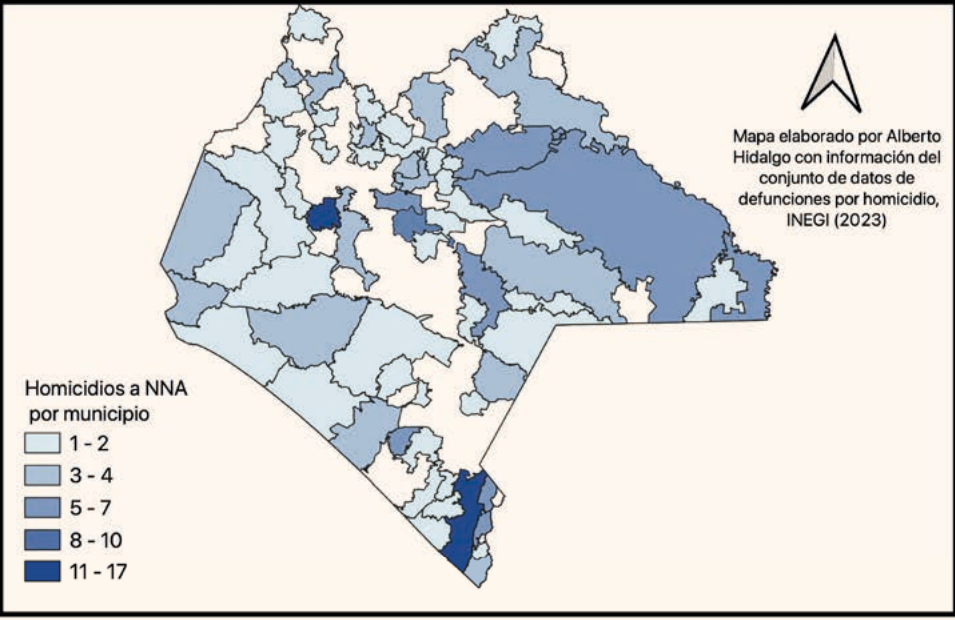 Mapa elaborado por Alberto
Hidalgo con información del
conjunto de datos de
defunciones por homicidio,
INEGI (2023)
Homicidios a NNA
por municipio
1 - 2
3 - 4
5 - 7
8 - 10
11 - 17